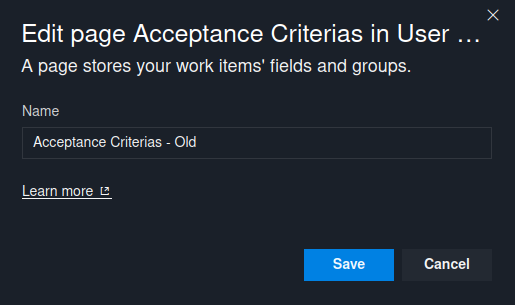 Edit page Acceptance Criterias in User ...
A page stores your work items' fields and groups.
Name
Acceptance Criterias - Old
Learn more
Save Cancel